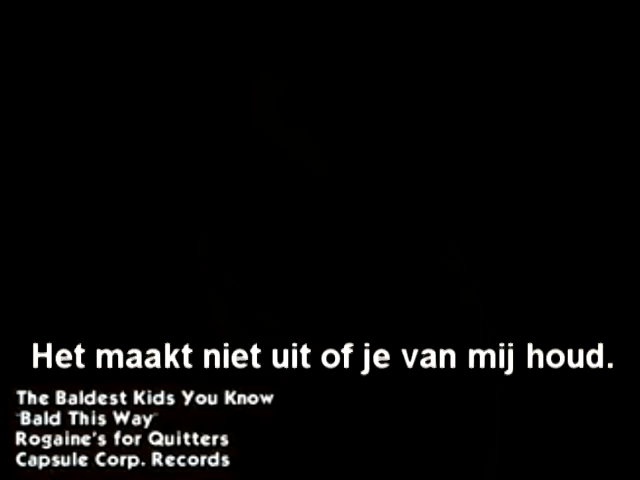 Het maakt niet uit of je van mij houd.
The Baldest Kids You Know
"Bald This Way"
Rogaine's for Quitters
Capsule Corp. Records